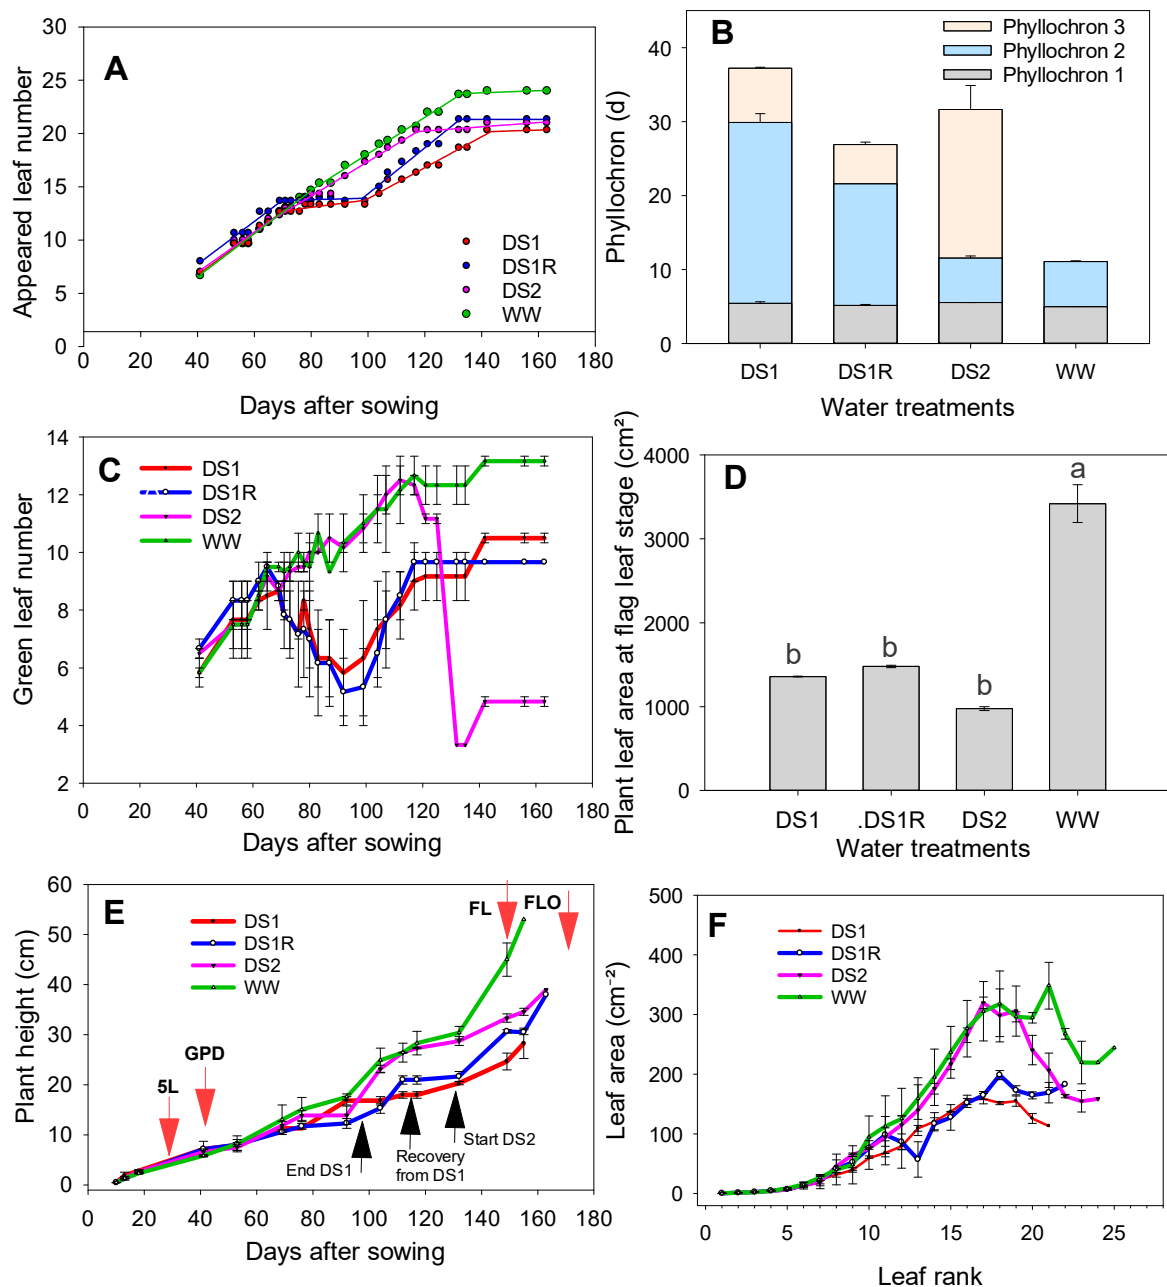 A
Appeared leaf number
30
25
20
15
10
5
0
DS1
DS1R
DS2
WW
0 20 40 60 80 100 120 140 160 180
Days after sowing
B
Phyllochron (d)
40
30
20
10
0
Phyllochron 3
Phyllochron 2
Phyllochron 1
DS1 DS1R DS2 WW
Water treatments
C
Green leaf number
14
12
10
8
6
4
2
DS1
DS1R
DS2
WW
0 20 40 60 80 100 120 140 160 180
Days after sowing
D
Plant leaf area at flag leaf stage (cm²)
4000
3000
2000
1000
0
b b b a
DS1 .DS1R DS2 WW
Water treatments
E
Plant height (cm)
60
50
40
30
20
10
0
DS1
DS1R
DS2
WW
FL FLO
GPD
5L
End DS1
Recovery
from DS1
Start DS2
0 20 40 60 80 100 120 140 160 180
Days after sowing
F
Leaf area (cm⁻²)
500
400
300
200
100
0
DS1
DS1R
DS2
WW
0 5 10 15 20 25
Leaf rank